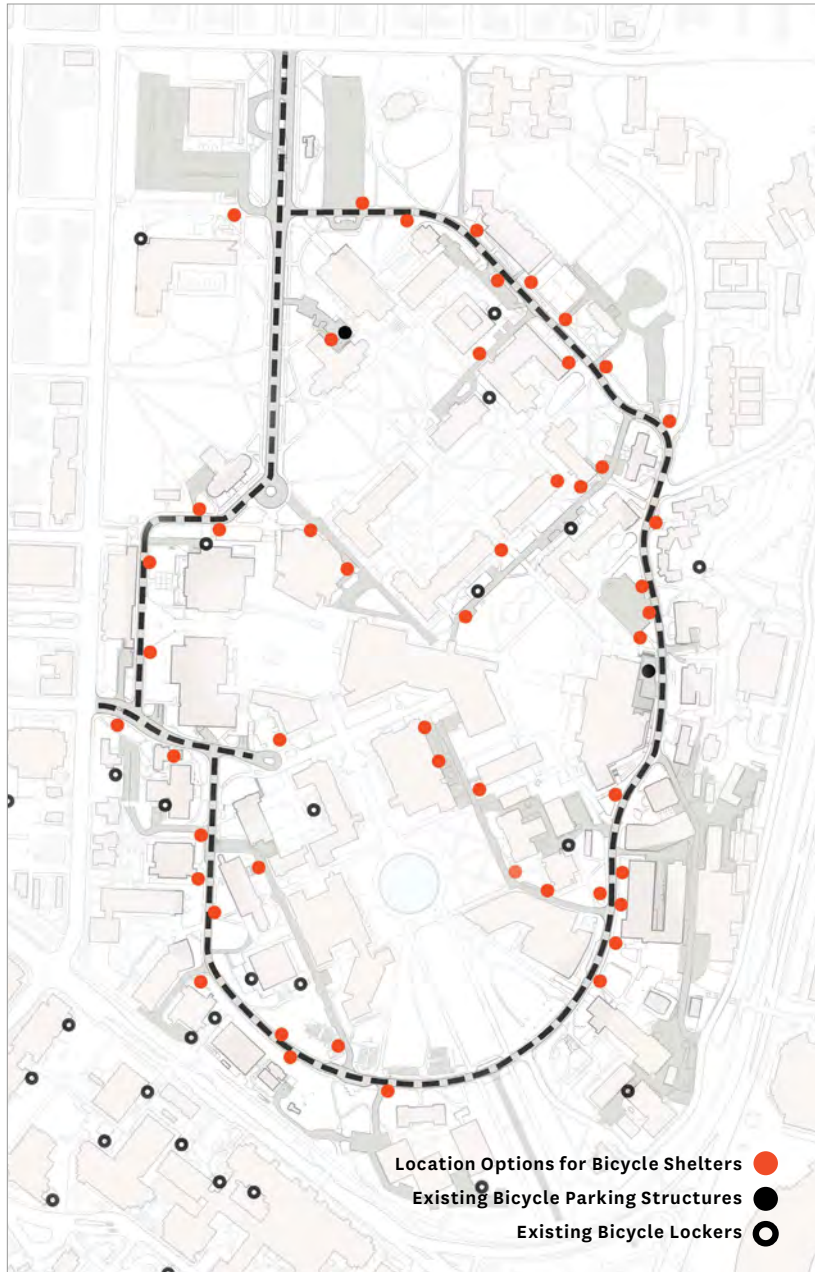 Location Options for Bicycle Shelters
Existing Bicycle Parking Structures
Existing Bicycle Lockers